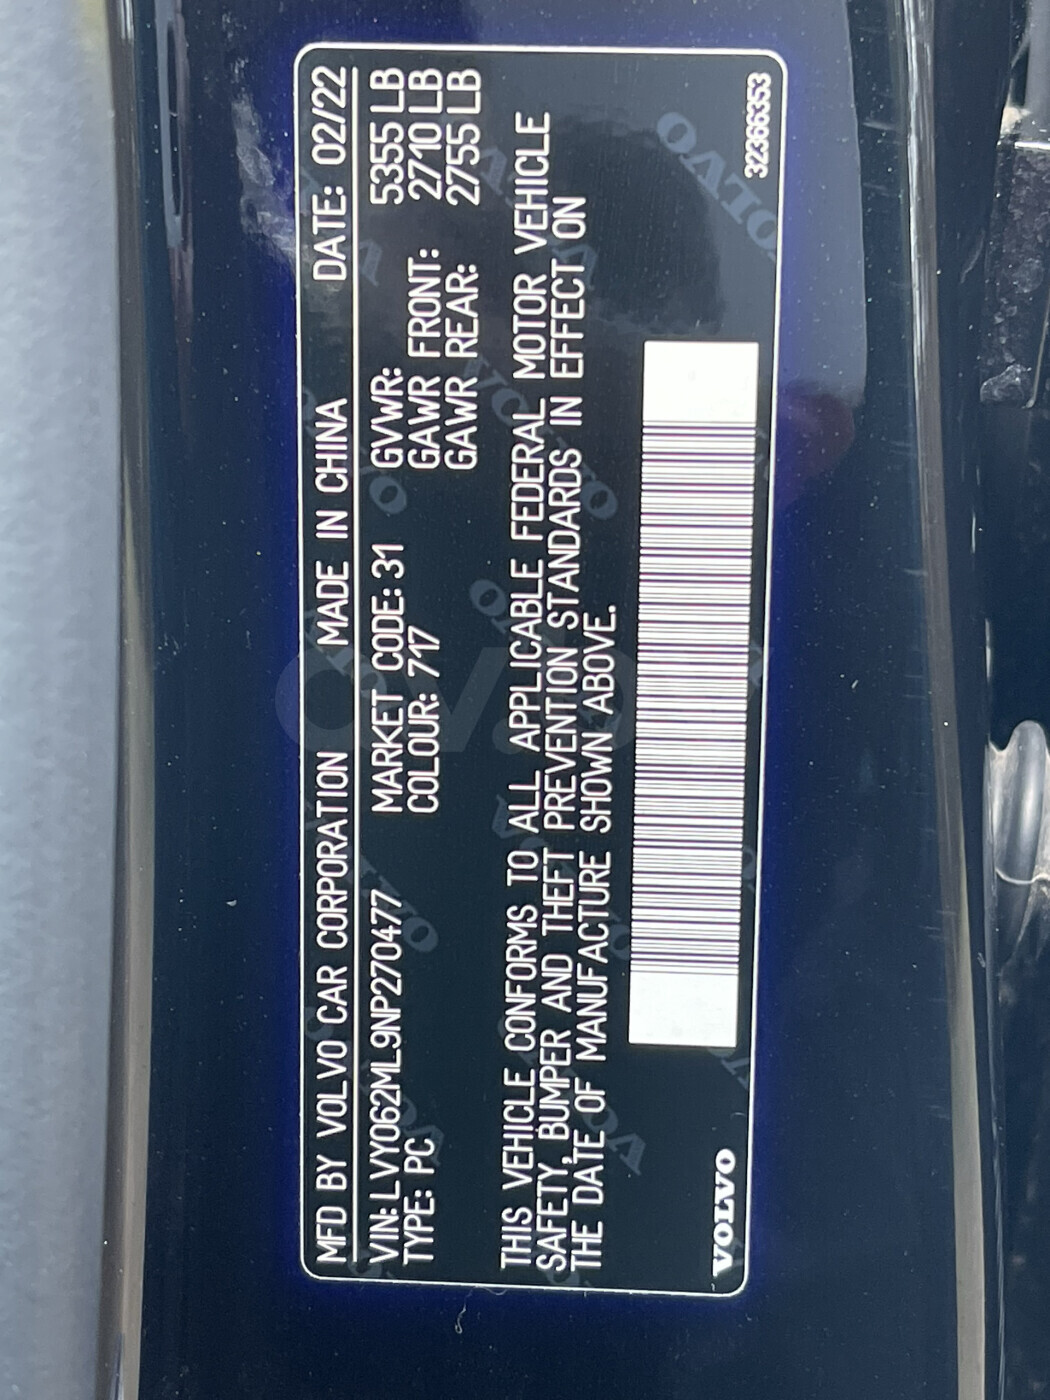 MFD BY VOLVO CAR CORPORATION MADE IN CHINA DATE: 02/22
VIN: LVY062ML9NP270477 MARKET CODE: 31 GVWR: 5355 LB
TYPE: PC COLOUR: 717 GAWR FRONT: 2710 LB
GAWR REAR: 2755 LB
THIS VEHICLE CONFORMS TO ALL APPLICABLE FEDERAL MOTOR VEHICLE
SAFETY, BUMPER AND THEFT PREVENTION STANDARDS IN EFFECT ON
THE DATE OF MANUFACTURE SHOWN ABOVE.
VOLVO
32366353